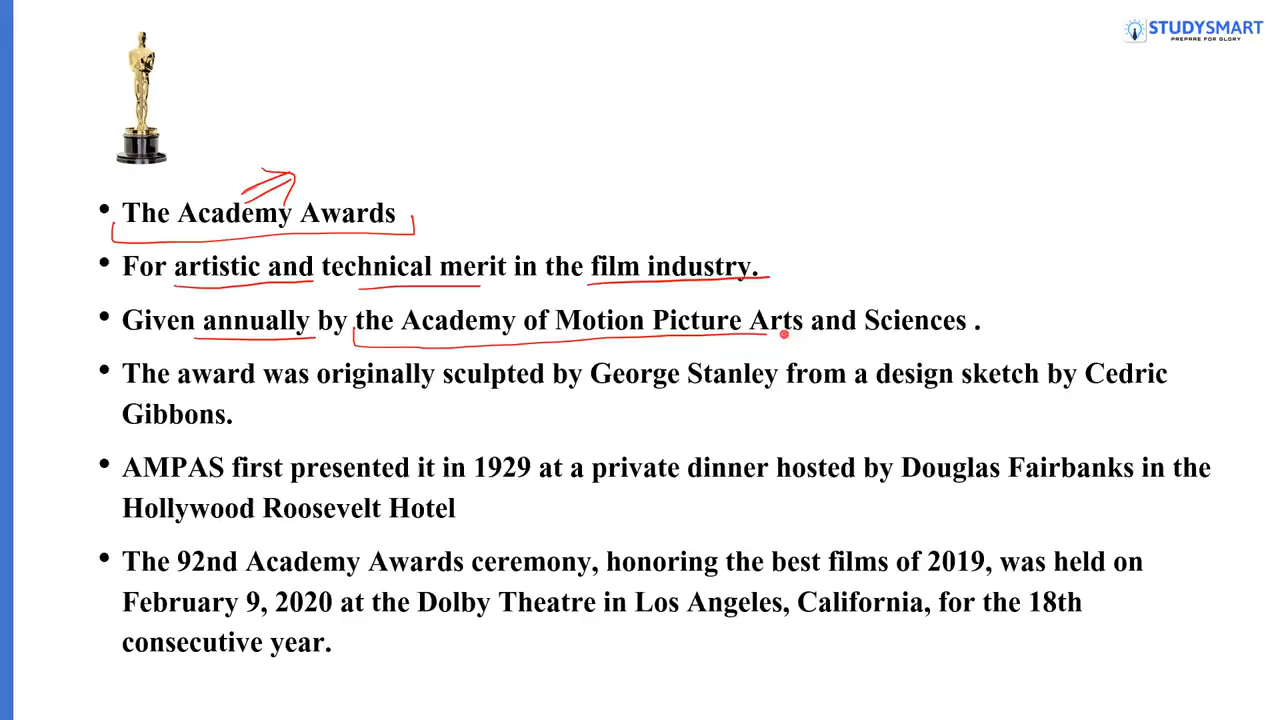 STUDYSMART
PREPARE FOR GLORY
• The Academy Awards
• For artistic and technical merit in the film industry.
• Given annually by the Academy of Motion Picture Arts and Sciences .
• The award was originally sculpted by George Stanley from a design sketch by Cedric
Gibbons.
• AMPAS first presented it in 1929 at a private dinner hosted by Douglas Fairbanks in the
Hollywood Roosevelt Hotel
• The 92nd Academy Awards ceremony, honoring the best films of 2019, was held on
February 9, 2020 at the Dolby Theatre in Los Angeles, California, for the 18th
consecutive year.